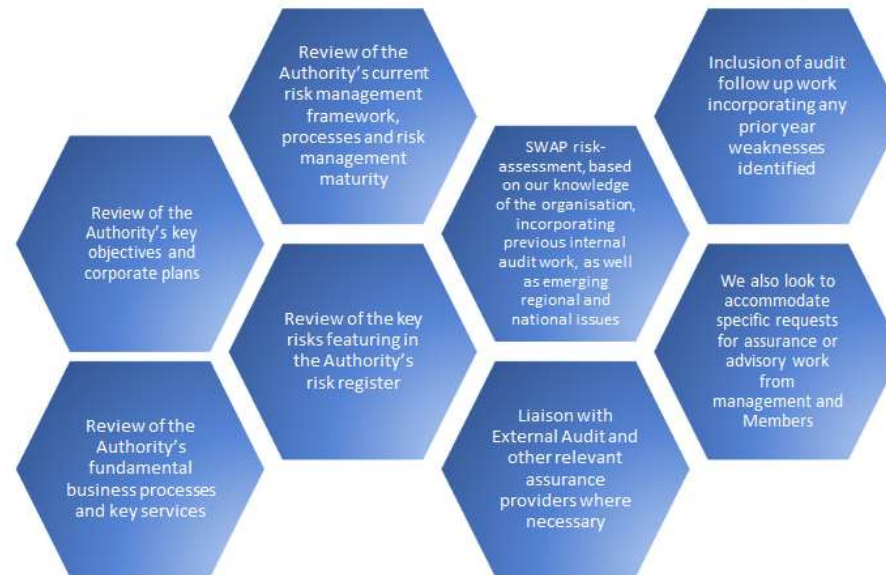 Review of the
Authority's current
risk management
framework,
processes and risk
management
maturity
Inclusion of audit
follow up work
incorporating any
prior year
weaknesses
identified
SWAP risk-
assessment, based
on our knowledge
of the organisation,
incorporating
previous internal
audit work, as well
as emerging
regional and
national issues
Review of the
Authority's key
objectives and
corporate plans
Review of the key
risks featuring in
the Authority's
risk register
We also look to
accommodate
specific requests
for assurance or
advisory work
from
management and
Members
Review of the
Authority's
fundamental
business processes
and key services
Liaison with
External Audit and
other relevant
assurance
providers where
necessary